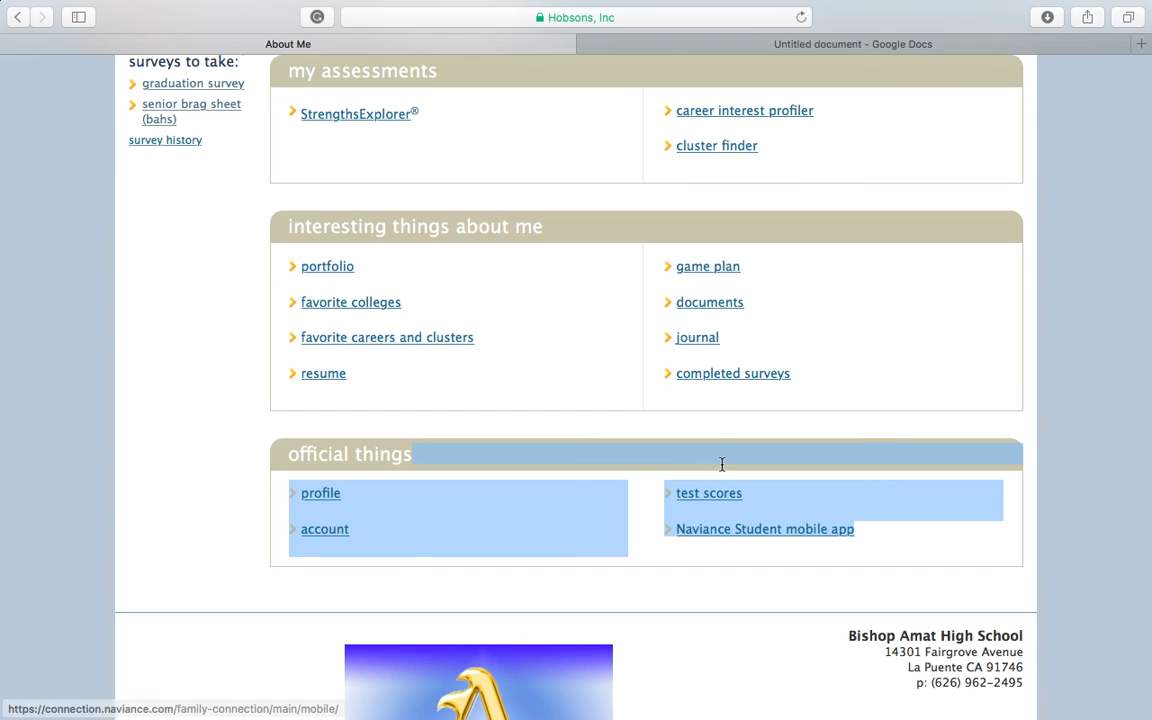 Hobsons, Inc
About Me
Untitled document - Google Docs
surveys to take:
graduation survey
senior brag sheet
(bahs)
survey history
my assessments
StrengthsExplorer®
career interest profiler
cluster finder
interesting things about me
portfolio
game plan
favorite colleges
documents
favorite careers and clusters
journal
resume
completed surveys
official things
profile
test scores
account
Naviance Student mobile app
Bishop Amat High School
14301 Fairgrove Avenue
La Puente CA 91746
p: (626) 962-2495
https://connection.naviance.com/family-connection/main/mobile/